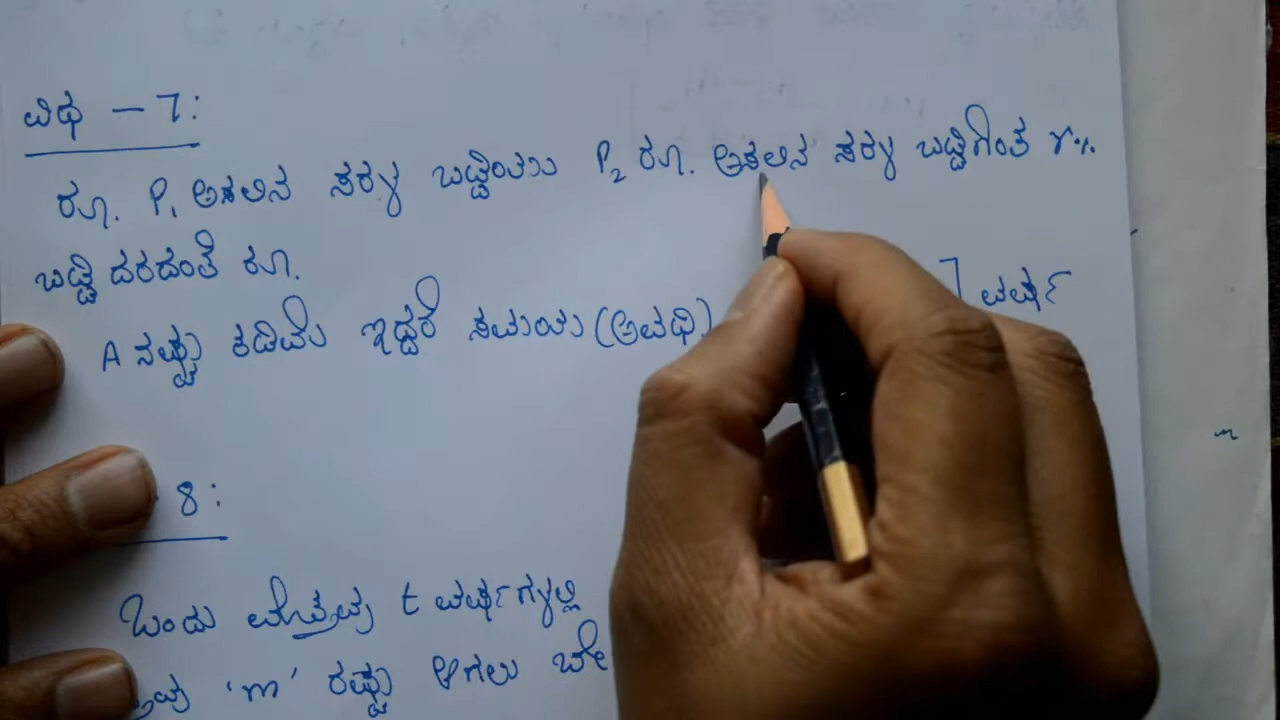 ವಿಧ – 7:
ರೂ. P₁ ಅಸಲಿನ ಸರಳ ಬಡ್ಡಿಯು P₂ ರೂ. ಅಸಲಿನ ಸರಳ ಬಡ್ಡಿಗಿಂತ r%
ಬಡ್ಡಿ ದರದಂತೆ ರೂ.
A ನಷ್ಟು ಕಡಿಮೆ ಇದ್ದರೆ ಸಮಯ (ಅವಧಿ) ] ವರ್ಷ
8:
ಒಂದು ಮೊತ್ತವು t ವರ್ಷಗಳಲ್ಲಿ
'm' ರಷ್ಟು ಆಗಲು